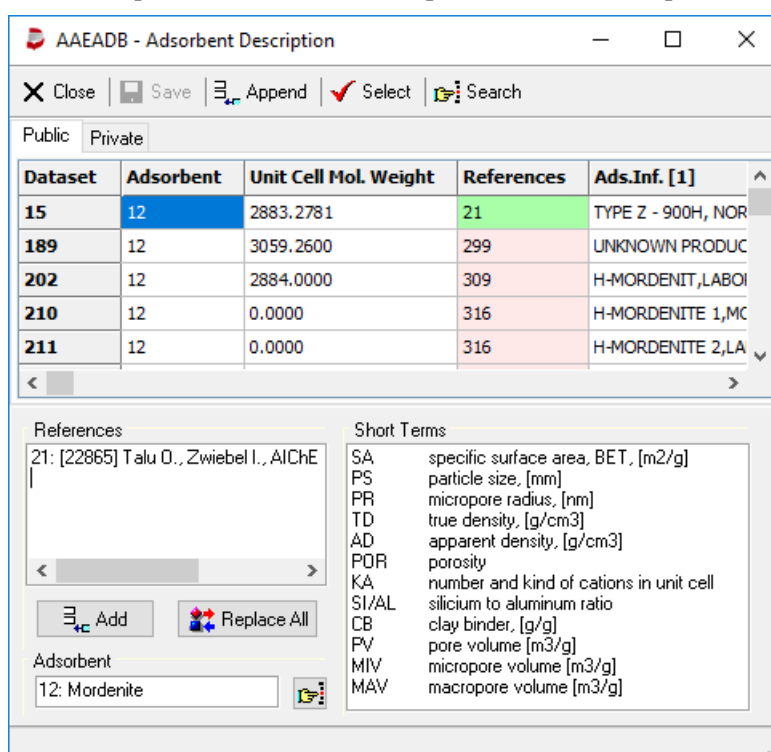 AAEADB - Adsorbent Description
Close Save Append Select Search
Public Private
Dataset Adsorbent Unit Cell Mol. Weight References Ads.Inf. [1]
15 12 2883.2781 21 TYPE Z - 900H, NOR
189 12 3059.2600 299 UNKNOWN PRODUC
202 12 2884.0000 309 H-MORDENIT,LABO
210 12 0.0000 316 H-MORDENITE 1,MO
211 12 0.0000 316 H-MORDENITE 2,LA
References
21: [22865] Talu O., Zwiebel I., AIChE
Add Replace All
Adsorbent
12: Mordenite
Short Terms
SA specific surface area, BET, [m2/g]
PS particle size, [mm]
PR micropore radius, [nm]
TD true density, [g/cm3]
AD apparent density, [g/cm3]
POR porosity
KA number and kind of cations in unit cell
SI/AL silicium to aluminum ratio
CB clay binder, [g/g]
PV pore volume [m3/g]
MIV micropore volume [m3/g]
MAV macropore volume [m3/g]